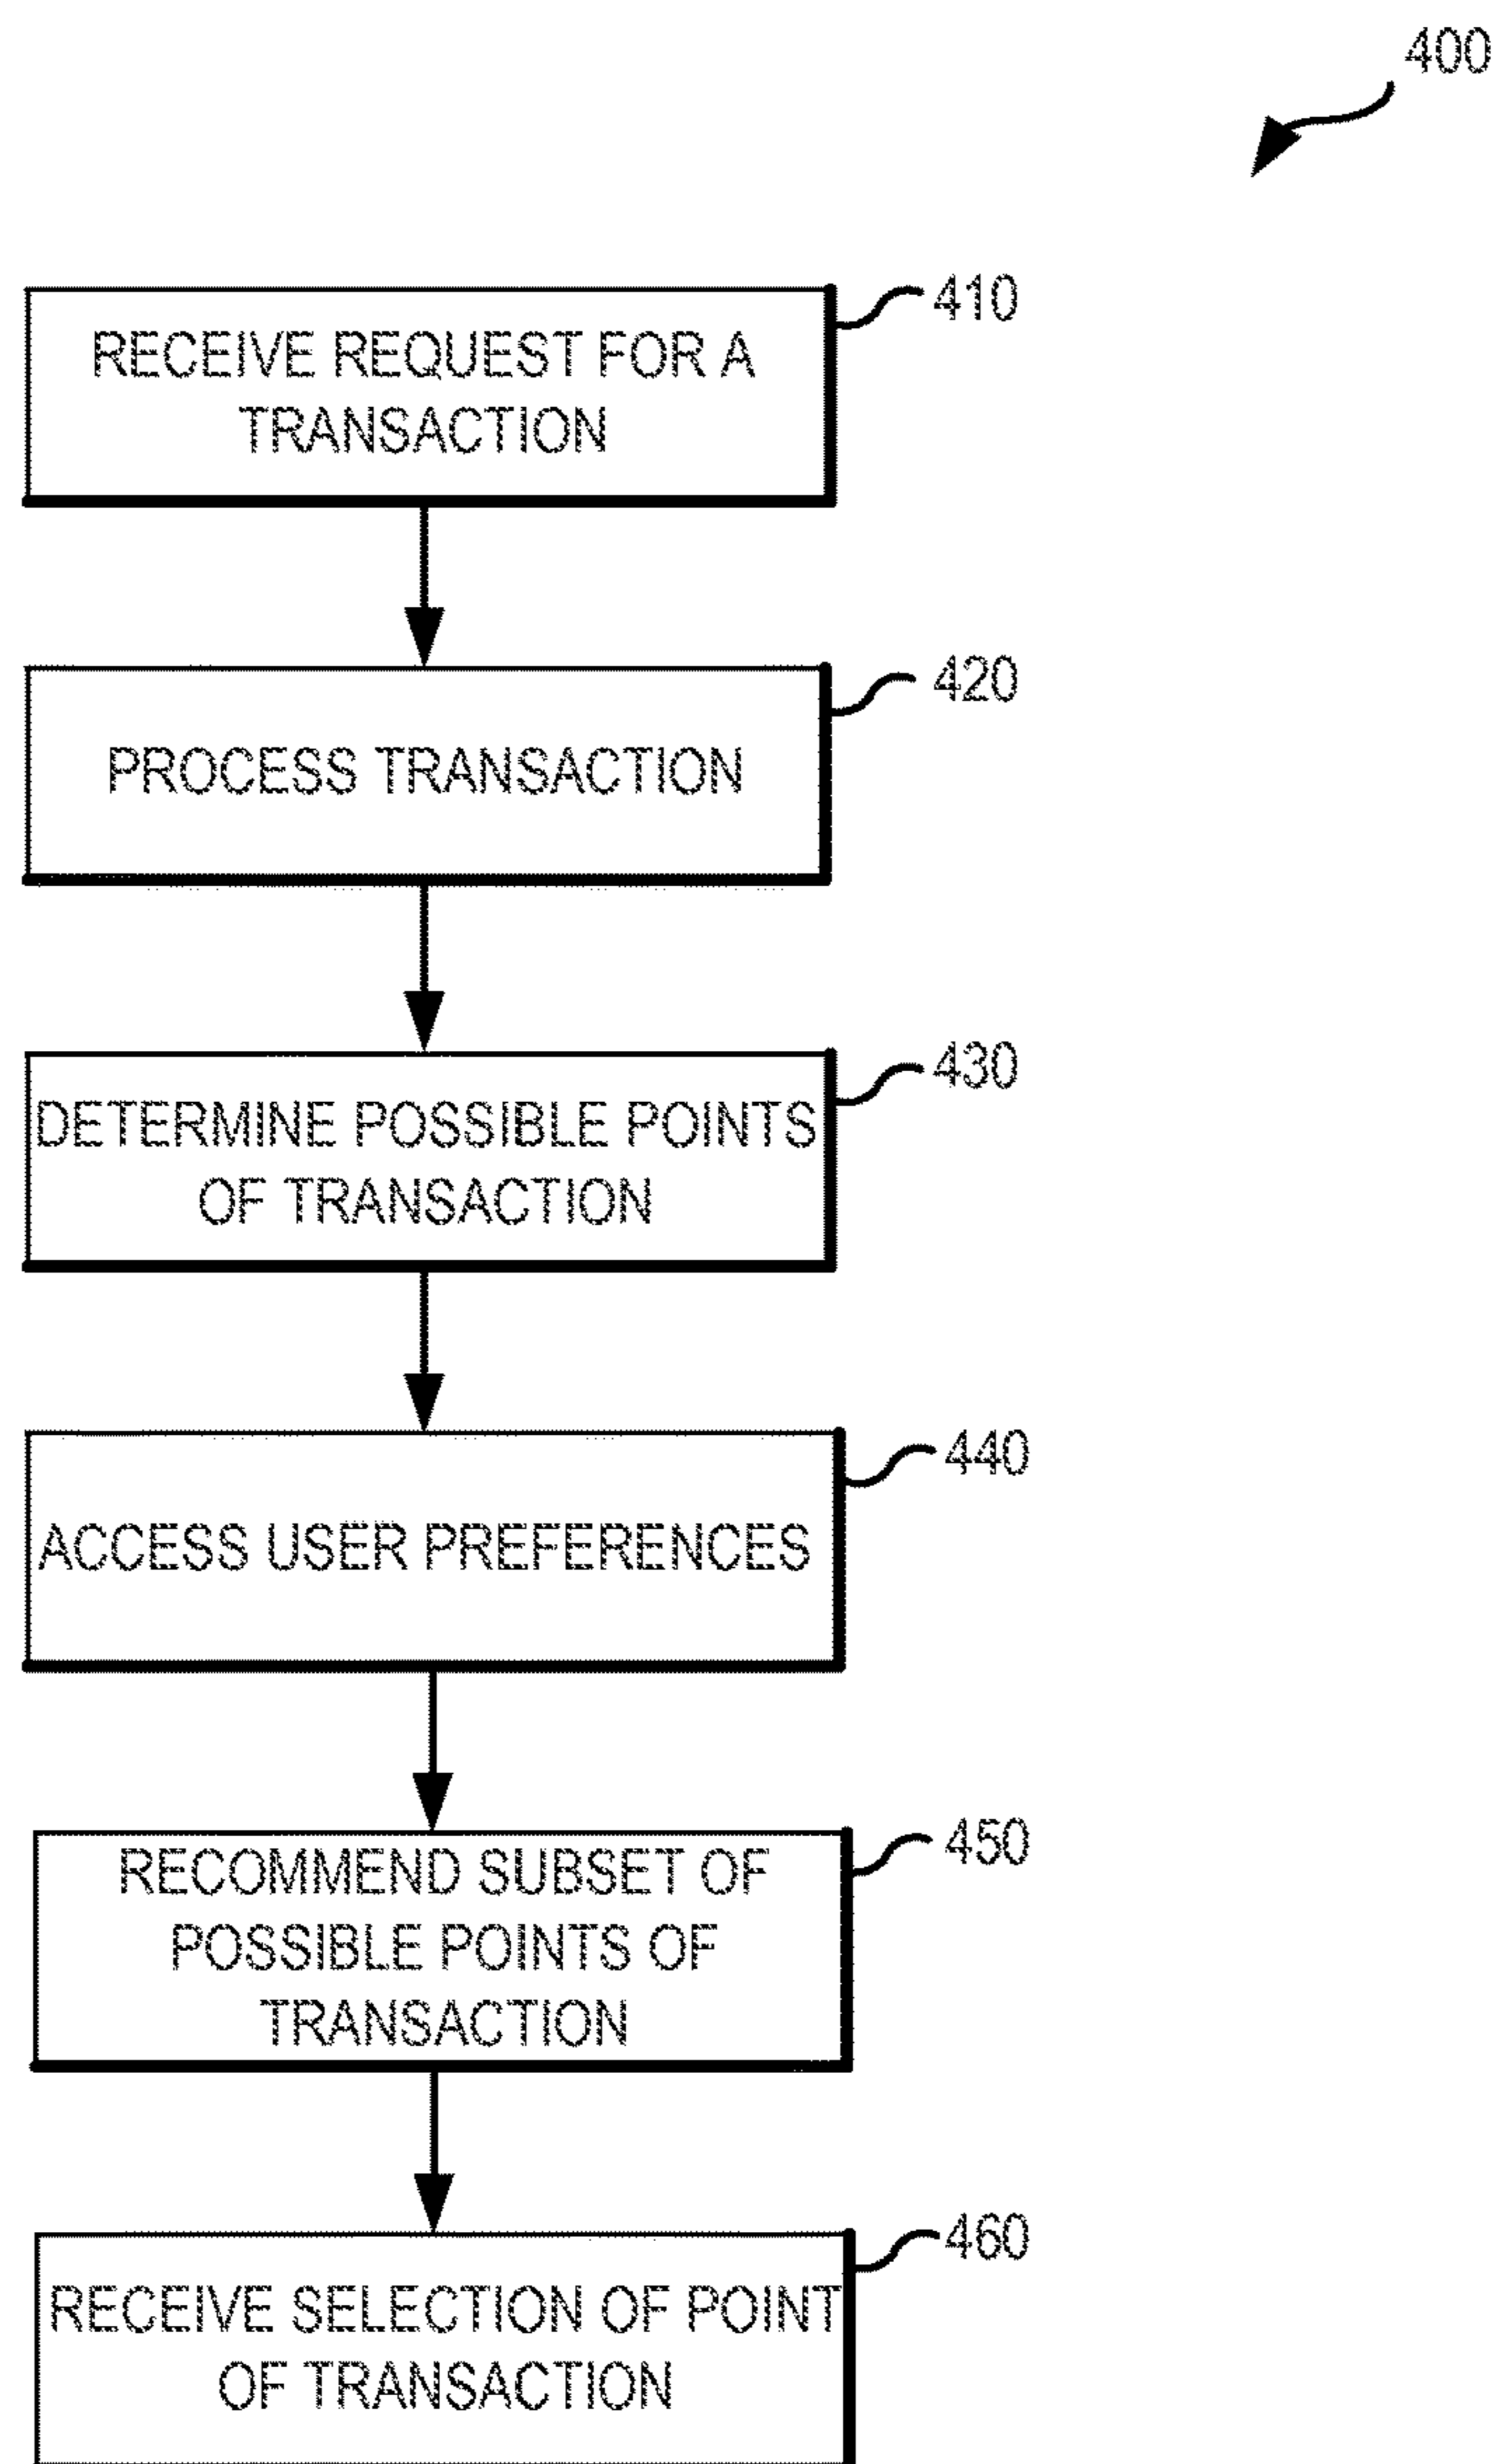 400
410
RECEIVE REQUEST FOR A
TRANSACTION
420
PROCESS TRANSACTION
430
DETERMINE POSSIBLE POINTS
OF TRANSACTION
440
ACCESS USER PREFERENCES
450
RECOMMEND SUBSET OF
POSSIBLE POINTS OF
TRANSACTION
460
RECEIVE SELECTION OF POINT
OF TRANSACTION